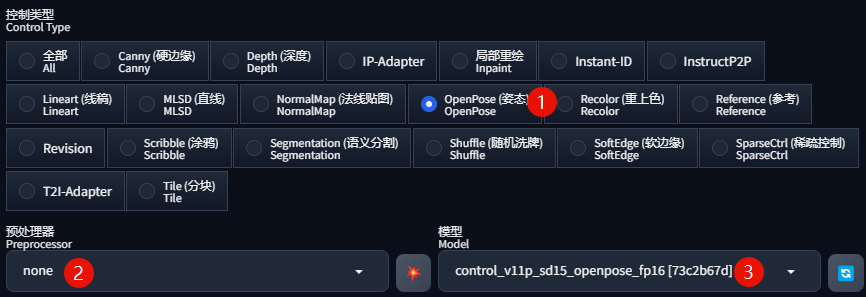 控制类型
Control Type
全部 Canny (硬边缘) Depth (深度) IP-Adapter 局部重绘 Instant-ID InstructP2P
All Canny Depth Inpaint
Lineart (线稿) MLSD (直线) NormalMap (法线贴图) OpenPose (姿态) 1 Recolor (重上色) Reference (参考)
Lineart MLSD NormalMap OpenPose Recolor Reference
Revision Scribble (涂鸦) Segmentation (语义分割) Shuffle (随机洗牌) SoftEdge (软边缘) SparseCtrl (稀疏控制)
Scribble Segmentation Shuffle SoftEdge SparseCtrl
T2I-Adapter Tile (分块)
Tile
预处理器 模型
Preprocessor Model
none 2 control_v11p_sd15_openpose_fp16 [73c2b67d] 3